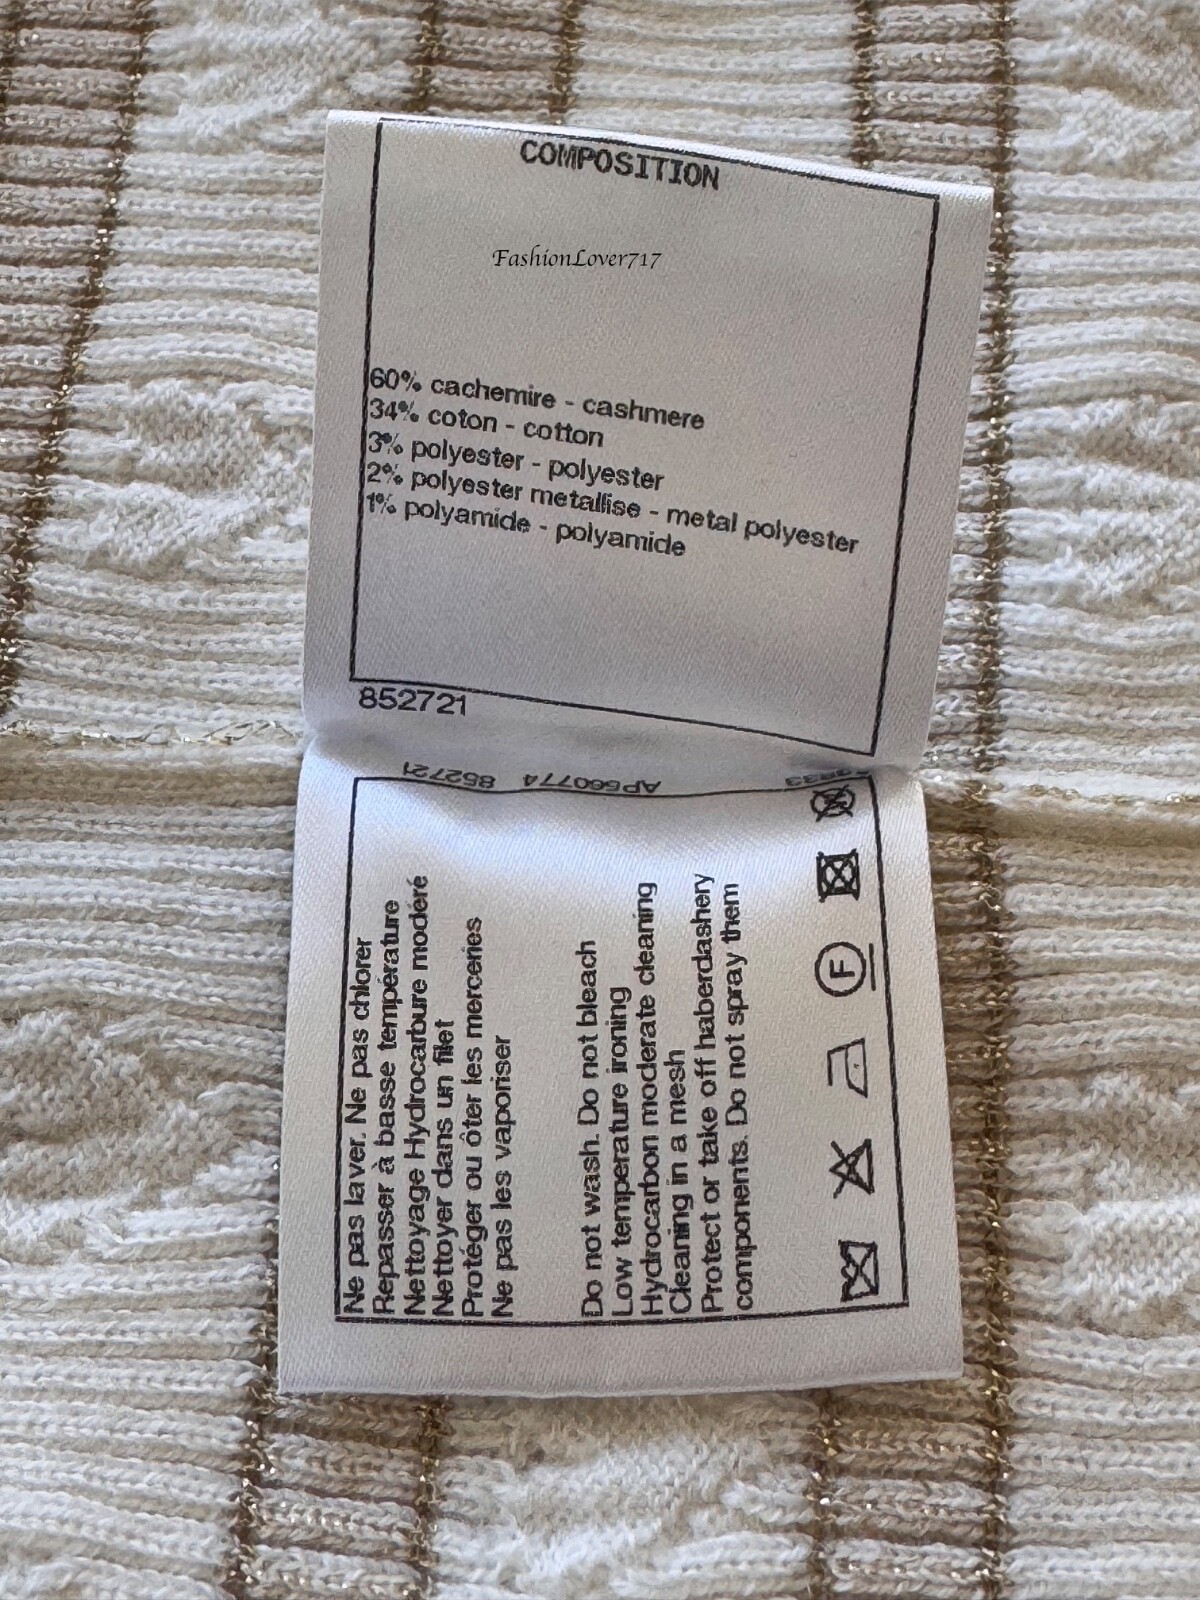 COMPOSITION
FashionLover717
60% cachemire - cashmere
34% coton - cotton
3% polyester - polyester
2% polyester metallise - metal polyester
1% polyamide - polyamide
852721
852721 AP56077A
Ne pas laver. Ne pas chlorer
Repasser à basse température
Nettoyage Hydrocarbure modéré
Nettoyer dans un filet
Protéger ou ôter les merceries
Ne pas les vaporiser
Do not wash. Do not bleach
Low temperature ironing
Hydrocarbon moderate cleaning
Cleaning in a mesh
Protect or take off haberdashery
components. Do not spray them
F